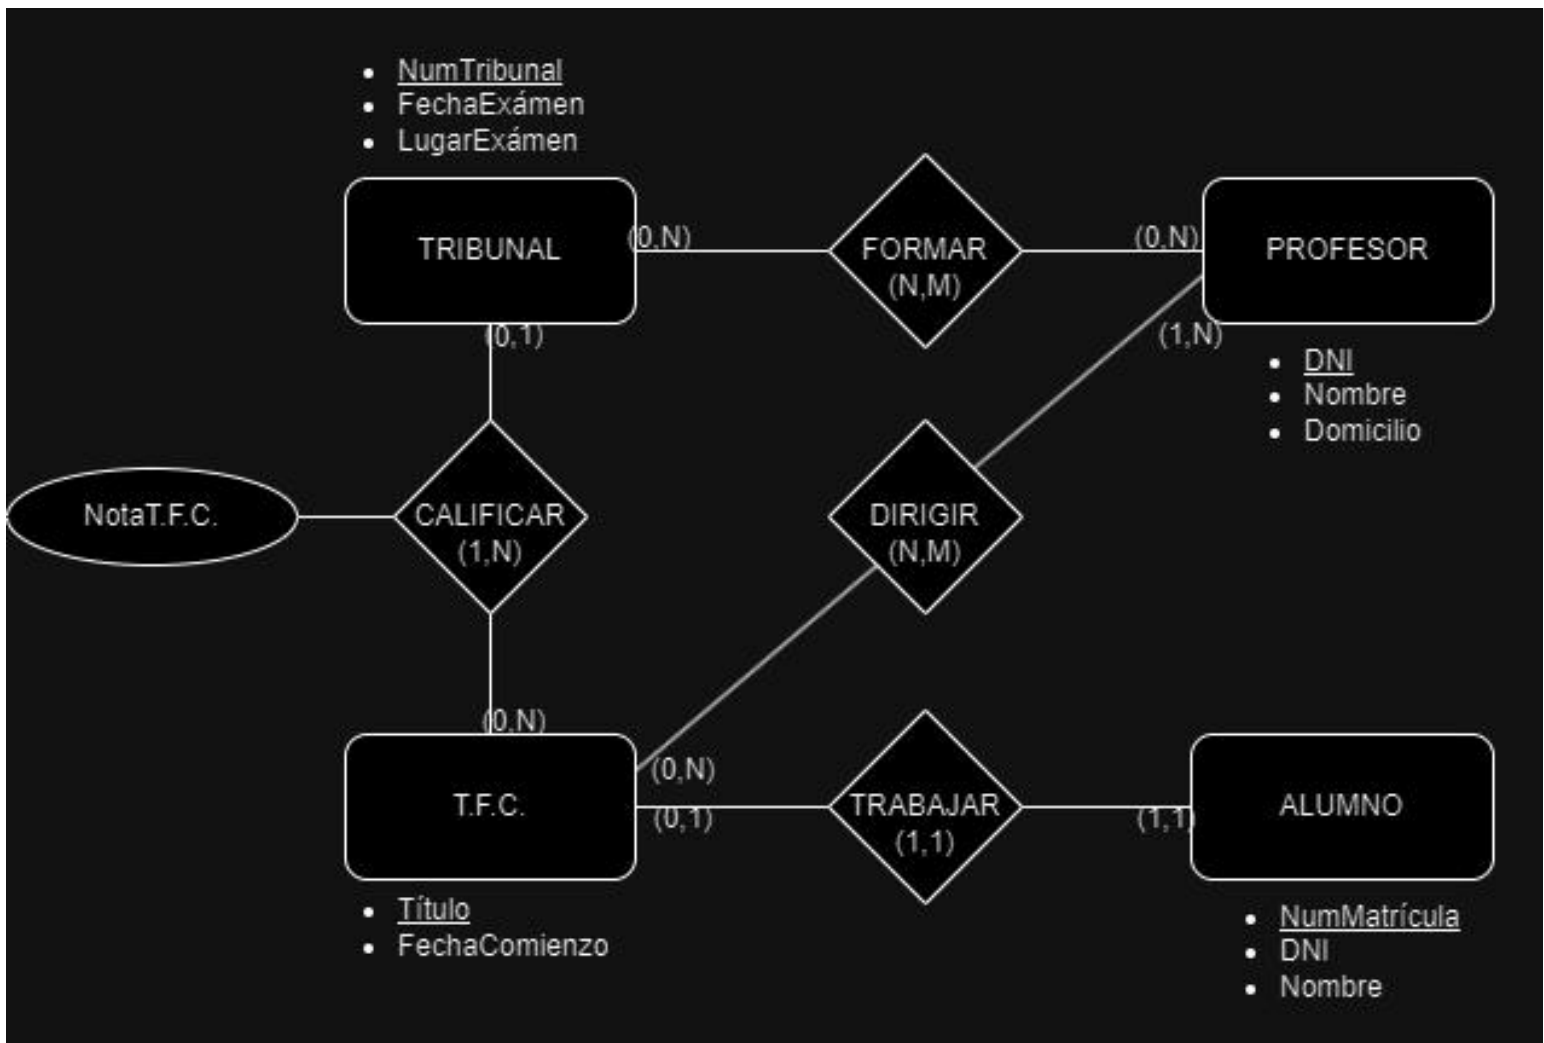 NumTribunal
FechaExámen
LugarExámen
TRIBUNAL
(0,N)
FORMAR
(N,M)
(0,N)
PROFESOR
(0,1)
(1,N)
DNI
Nombre
Domicilio
NotaT.F.C.
CALIFICAR
(1,N)
DIRIGIR
(N,M)
(0,N)
T.F.C.
(0,N)
(0,1)
TRABAJAR
(1,1)
(1,1)
ALUMNO
Título
FechaComienzo
NumMatrícula
DNI
Nombre